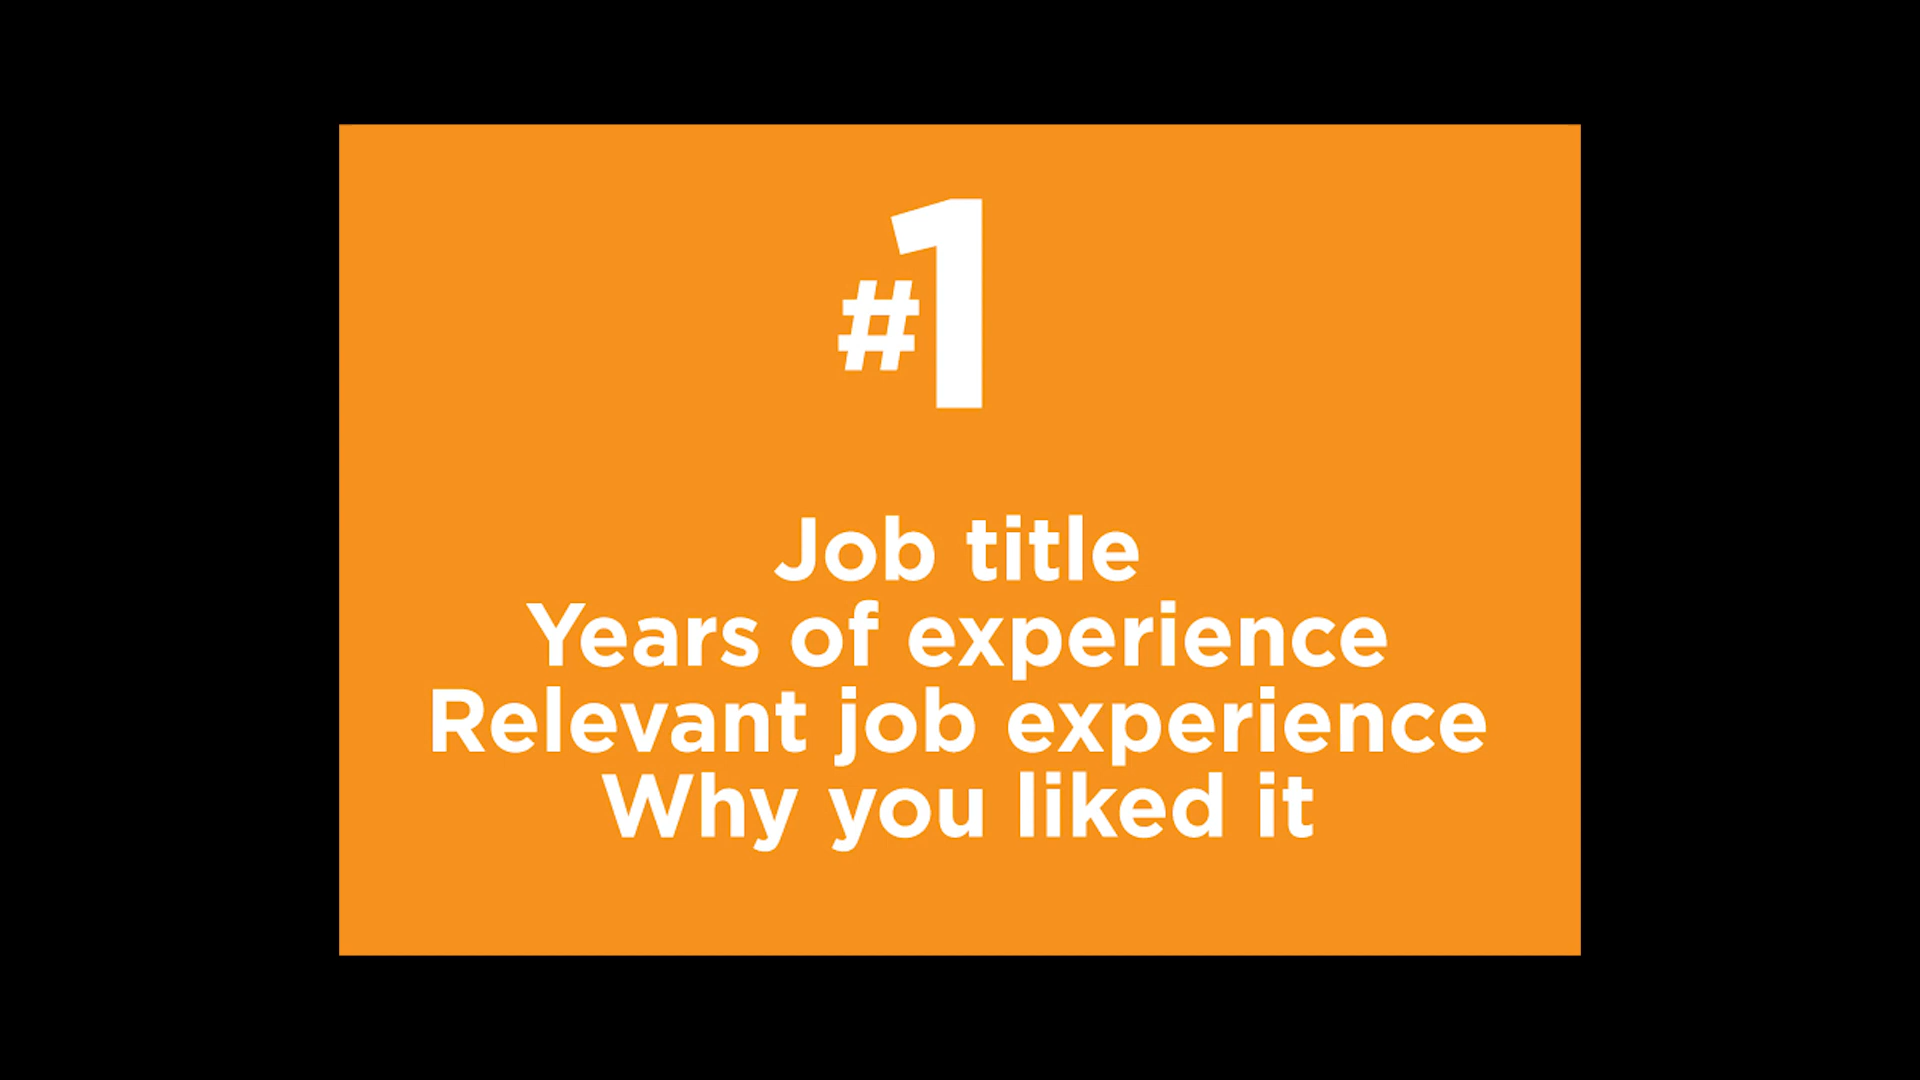 #1
Job title
Years of experience
Relevant job experience
Why you liked it